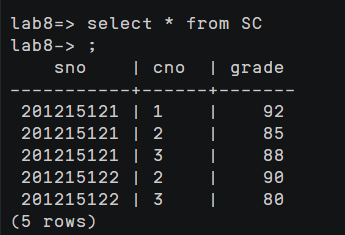 lab8=> select * from SC
lab8-> ;
    sno    | cno  | grade
-----------+------+-------
 201215121 | 1    |    92
 201215121 | 2    |    85
 201215121 | 3    |    88
 201215122 | 2    |    90
 201215122 | 3    |    80
(5 rows)